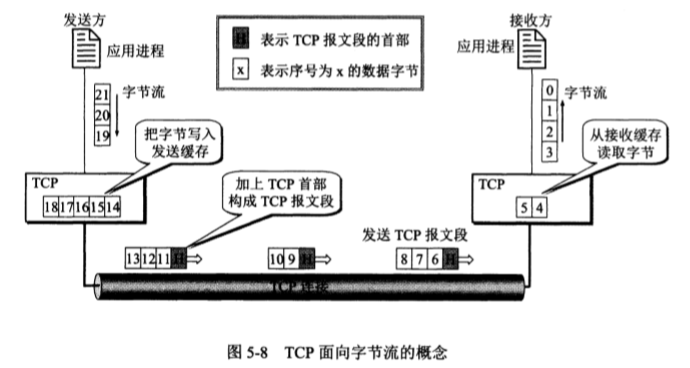 发送方
接收方
应用进程
应用进程
H 表示 TCP 报文段的首部
x 表示序号为 x 的数据字节
21
20
19
字节流
0
1
2
3
字节流
把字节写入
发送缓存
从接收缓存
读取字节
TCP
18 17 16 15 14
TCP
5 4
加上 TCP 首部
构成 TCP 报文段
发送 TCP 报文段
13 12 11 H
10 9 H
8 7 6 H
TCP 连接
图 5-8 TCP 面向字节流的概念